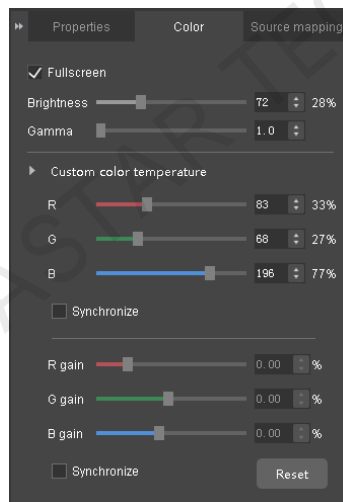 Properties Color Source mapping
Fullscreen
Brightness 72 28%
Gamma 1.0
Custom color temperature
R 83 33%
G 68 27%
B 196 77%
Synchronize
R gain 0.00 %
G gain 0.00 %
B gain 0.00 %
Synchronize Reset